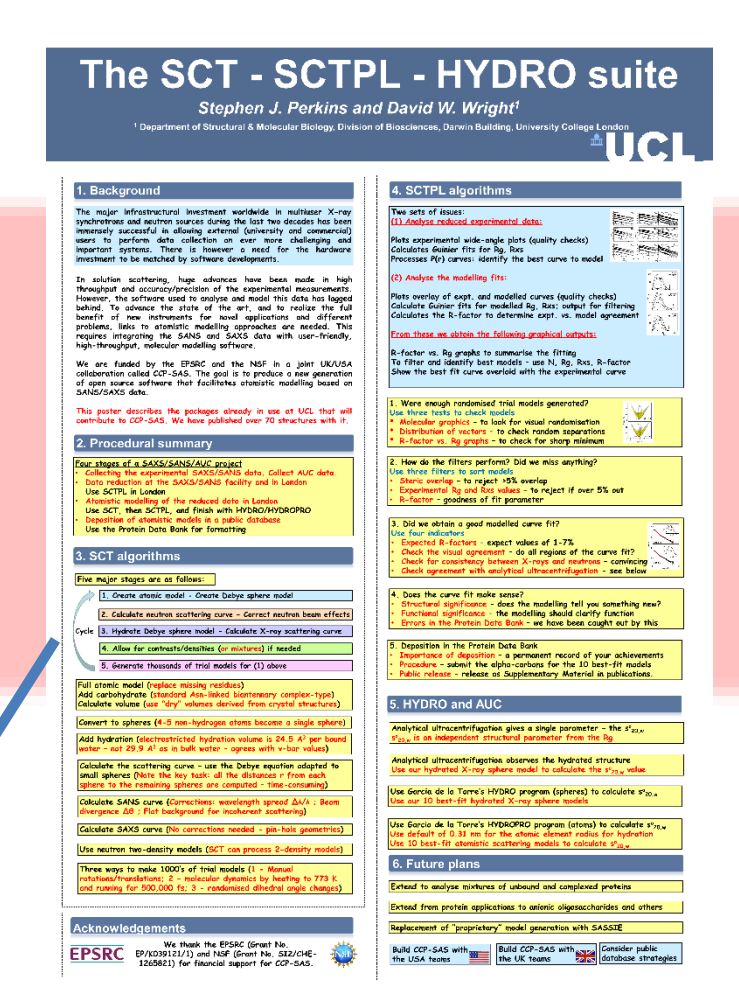 The SCT - SCTPL - HYDRO suite
Stephen J. Perkins and David W. Wright¹
¹ Department of Structural & Molecular Biology, Division of Biosciences, Darwin Building, University College London
UCL
1. Background
The major infrastructural investment worldwide in multiuser X-ray
synchrotrons and neutron sources during the last two decades has been
immensely successful in allowing external (university and commercial)
users to perform data collection on ever more challenging and
important systems. There is however a need for the hardware
investment to be matched by software developments.
In solution scattering, huge advances have been made in high
throughput and accuracy/precision of the experimental measurements.
However, the software used to analyse and model this data has lagged
behind. To advance the state of the art, and to realize the full
benefit of new instruments for novel applications and different
problems, links to atomistic modelling approaches are needed. This
requires integrating the SANS and SAXS data with user-friendly,
high-throughput, molecular modelling software.
We are funded by the EPSRC and the NSF in a joint UK/USA
collaboration called CCP-SAS. The goal is to produce a new generation
of open source software that facilitates atomistic modelling based on
SANS/SAXS data.
This poster describes the packages already in use at UCL that will
contribute to CCP-SAS. We have published over 70 structures with it.
2. Procedural summary
Four stages of a SAXS/SANS/AUC project
• Collecting the experimental SAXS/SANS data. Collect AUC data
• Data reduction at the SAXS/SANS facility and in London
Use SCTPL in London
• Atomistic modelling of the reduced data in London
Use SCT, then SCTPL, and finish with HYDRO/HYDROPRO
• Deposition of atomistic models in a public database
Use the Protein Data Bank for formatting
3. SCT algorithms
Five major stages are as follows:
1. Create atomic model - Create Debye sphere model
2. Calculate neutron scattering curve – Correct neutron beam effects
Cycle
3. Hydrate Debye sphere model - Calculate X-ray scattering curve
4. Allow for contrasts/densities (or mixtures) if needed
5. Generate thousands of trial models for (1) above
Full atomic model (replace missing residues)
Add carbohydrate (standard Asn-linked biantennary complex-type)
Calculate volume (use "dry" volumes derived from crystal structures)
Convert to spheres (4-5 non-hydrogen atoms become a single sphere)
Add hydration (electrostricted hydration volume is 24.5 Å³ per bound
water – not 29.9 Å³ as in bulk water – agrees with v-bar values)
Calculate the scattering curve – use the Debye equation adapted to
small spheres (Note the key task: all the distances r from each
sphere to the remaining spheres are computed – time-consuming)
Calculate SANS curve (Corrections: wavelength spread Δλ/λ ; Beam
divergence Δθ ; Flat background for incoherent scattering)
Calculate SAXS curve (No corrections needed – pin-hole geometries)
Use neutron two-density models (SCT can process 2-density models)
Three ways to make 1000's of trial models (1 - Manual
rotations/translations; 2 – molecular dynamics by heating to 773 K
and running for 500,000 fs; 3 - randomised dihedral angle changes)
Acknowledgements
EPSRC
We thank the EPSRC (Grant No.
EP/K039121/1) and NSF (Grant No. SI2/CHE-
1265821) for financial support for CCP-SAS.
NSF
4. SCTPL algorithms
Two sets of issues:
(1) Analyse reduced experimental data:
Plots experimental wide-angle plots (quality checks)
Calculates Guinier fits for Rg, Rxs
Processes P(r) curves: identify the best curve to model
(2) Analyse the modelling fits:
Plots overlay of expt. and modelled curves (quality checks)
Calculate Guinier fits for modelled Rg, Rxs; output for filtering
Calculates the R-factor to determine expt. vs. model agreement
From these we obtain the following graphical outputs:
R-factor vs. Rg graphs to summarise the fitting
To filter and identify best models – use N, Rg, Rxs, R-factor
Show the best fit curve overlaid with the experimental curve
1. Were enough randomised trial models generated?
Use three tests to check models
• Molecular graphics – to look for visual randomisation
• Distribution of vectors – to check random separations
• R-factor vs. Rg graphs – to check for sharp minimum
2. How do the filters perform? Did we miss anything?
Use three filters to sort models
• Steric overlap – to reject >5% overlap
• Experimental Rg and Rxs values – to reject if over 5% out
• R-factor – goodness of fit parameter
3. Did we obtain a good modelled curve fit?
Use four indicators
• Expected R-factors – expect values of 1-7%
• Check the visual agreement – do all regions of the curve fit?
• Check for consistency between X-rays and neutrons – convincing
• Check agreement with analytical ultracentrifugation – see below
4. Does the curve fit make sense?
• Structural significance – does the modelling tell you something new?
• Functional significance – the modelling should clarify function
• Errors in the Protein Data Bank – we have been caught out by this
5. Deposition in the Protein Data Bank
• Importance of deposition – a permanent record of your achievements
• Procedure – submit the alpha-carbons for the 10 best-fit models
• Public release – release as Supplementary Material in publications.
5. HYDRO and AUC
Analytical ultracentrifugation gives a single parameter – the s°20,w
s°20,w is an independent structural parameter from the Rg
Analytical ultracentrifugation observes the hydrated structure
Use our hydrated X-ray sphere model to calculate the s°20,w value
Use Garcia de la Torre's HYDRO program (spheres) to calculate s°20,w
Use our 10 best-fit hydrated X-ray sphere models
Use Garcia de la Torre's HYDROPRO program (atoms) to calculate s°20,w
Use default of 0.31 nm for the atomic element radius for hydration
Use 10 best-fit atomistic scattering models to calculate s°20,w
6. Future plans
Extend to analyse mixtures of unbound and complexed proteins
Extend from protein applications to anionic oligosaccharides and others
Replacement of "proprietary" model generation with SASSIE
Build CCP-SAS with
the USA teams
Build CCP-SAS with
the UK teams
Consider public
database strategies